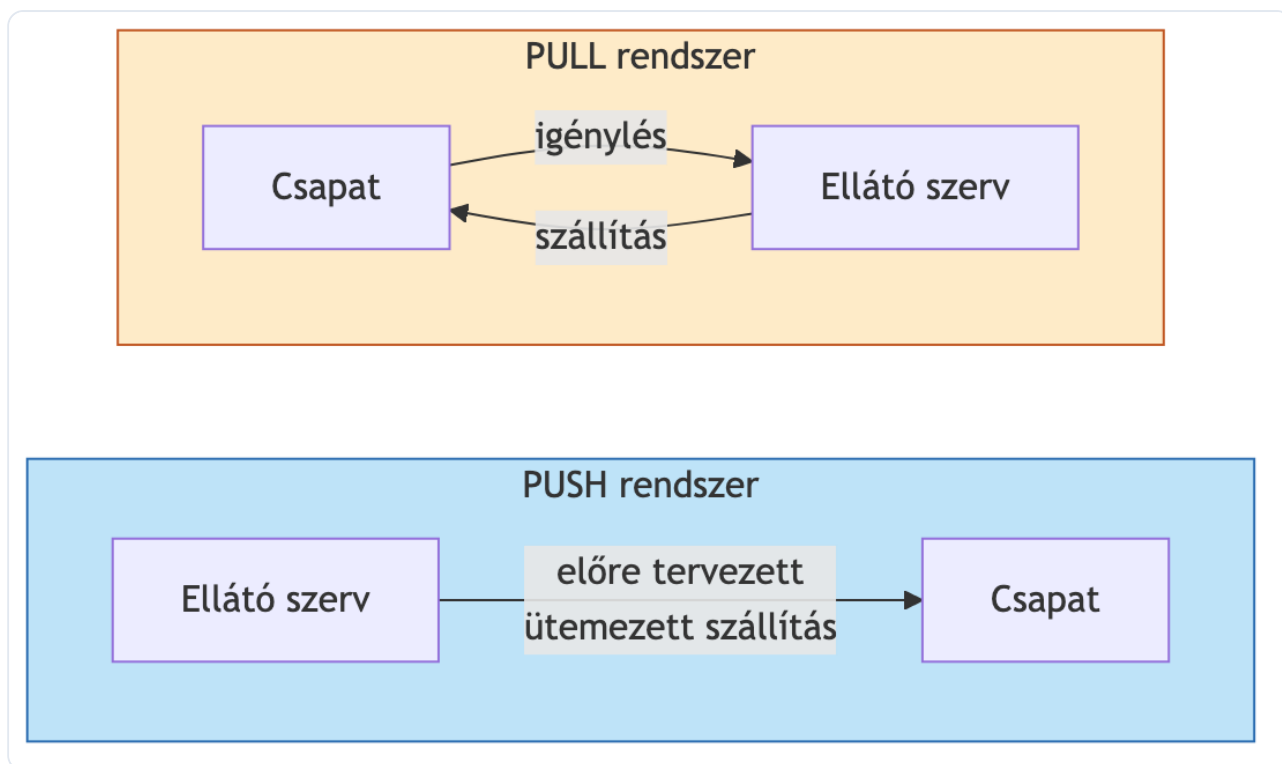 PULL rendszer
igénylés
Csapat
Ellátó szerv
szállítás
PUSH rendszer
Ellátó szerv
előre tervezett
ütemezett szállítás
Csapat